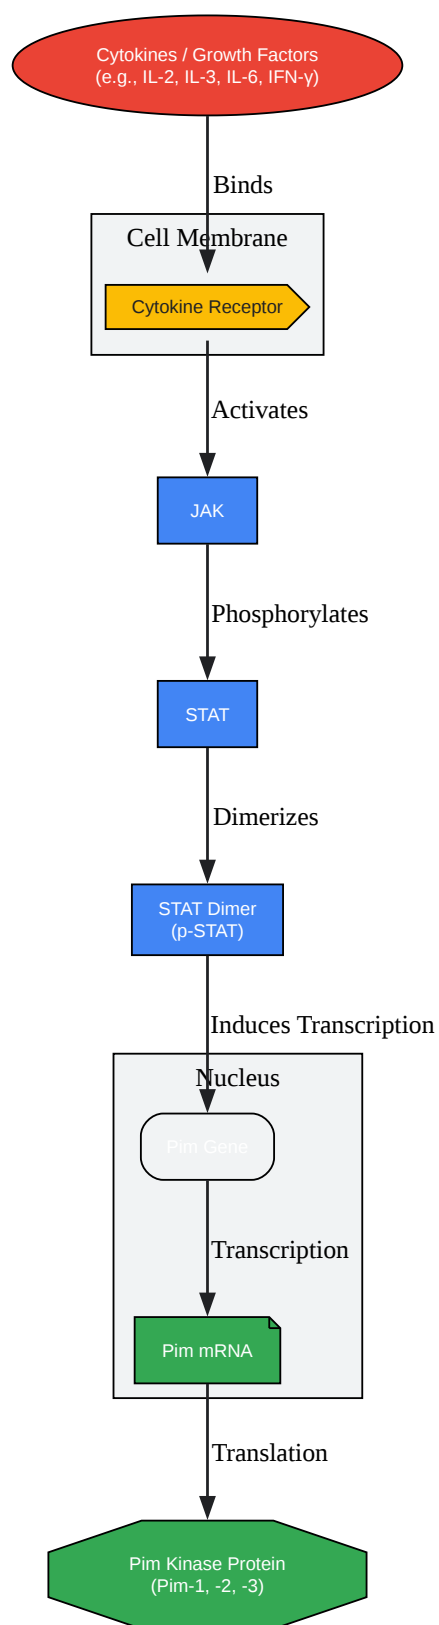 Cytokines / Growth Factors
(e.g., IL-2, IL-3, IL-6, IFN-γ)
Binds
Cell Membrane
Cytokine Receptor
Activates
JAK
Phosphorylates
STAT
Dimerizes
STAT Dimer
(p-STAT)
Induces Transcription
Nucleus
Pim Gene
Transcription
Pim mRNA
Translation
Pim Kinase Protein
(Pim-1, -2, -3)